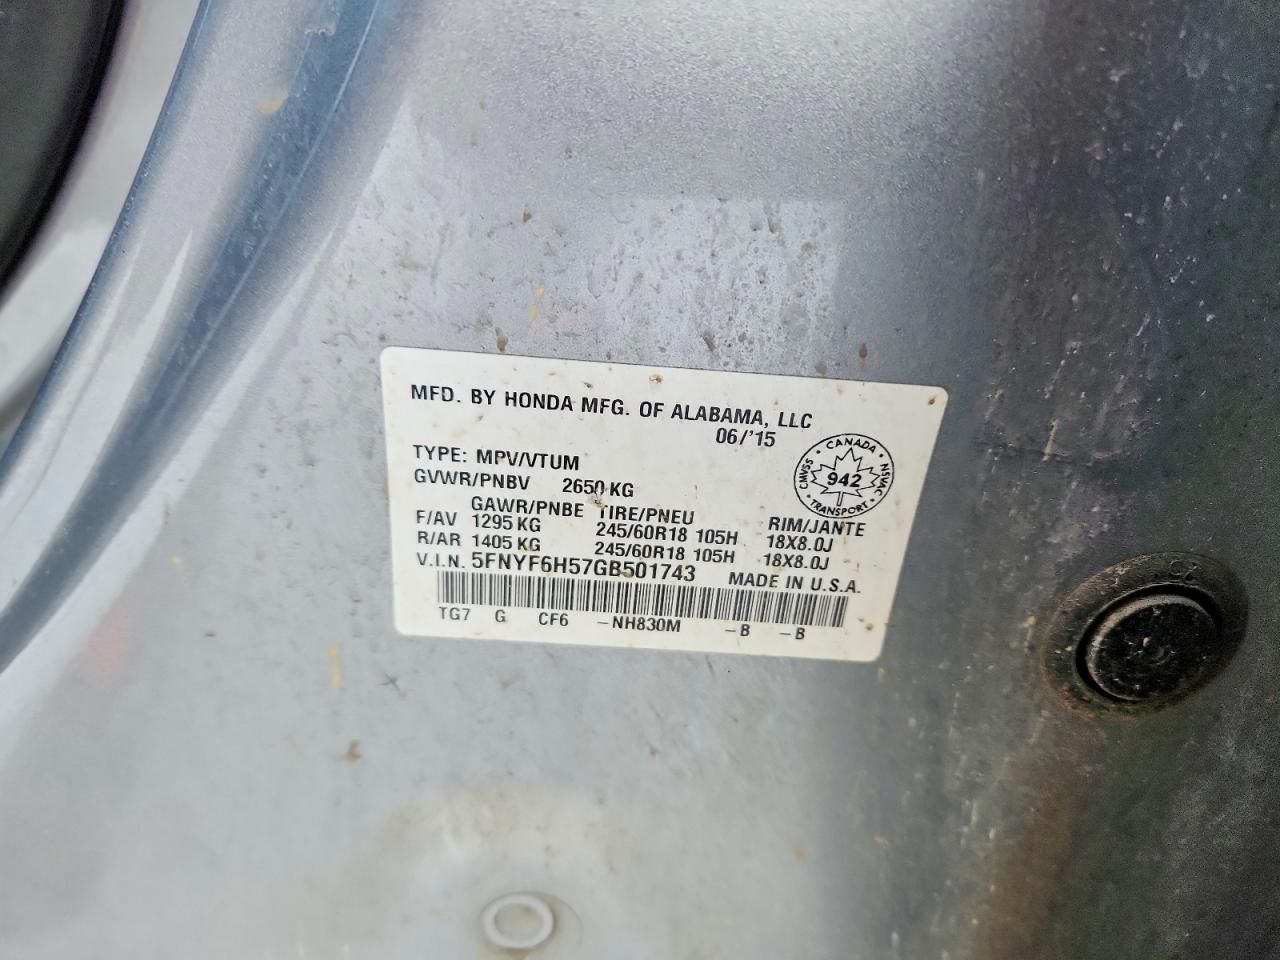 MFD. BY HONDA MFG. OF ALABAMA, LLC
06/'15
TYPE: MPV/VTUM
GVWR/PNBV 2650 KG
GAWR/PNBE TIRE/PNEU RIM/JANTE
F/AV 1295 KG 245/60R18 105H 18X8.0J
R/AR 1405 KG 245/60R18 105H 18X8.0J
V.I.N. 5FNYF6H57GB501743 MADE IN U.S.A.
TG7 G CF6 -NH830M -B -B
CANADA
CMVSS 942 NSVAC
TRANSPORT